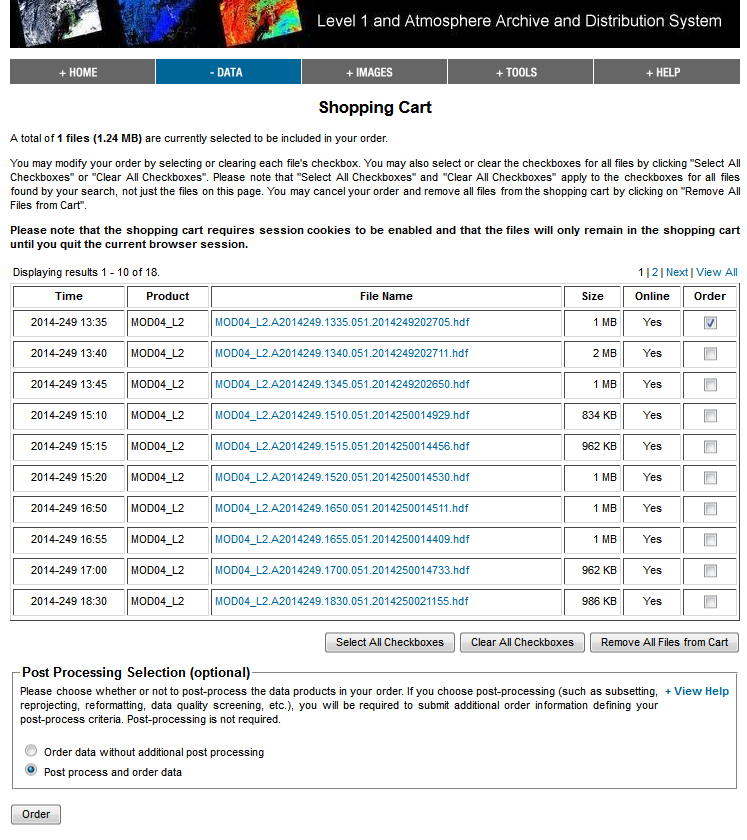 Level 1 and Atmosphere Archive and Distribution System
+ HOME - DATA + IMAGES + TOOLS + HELP
Shopping Cart
A total of 1 files (1.24 MB) are currently selected to be included in your order.
You may modify your order by selecting or clearing each file's checkbox. You may also select or clear the checkboxes for all files by clicking "Select All
Checkboxes" or "Clear All Checkboxes". Please note that "Select All Checkboxes" and "Clear All Checkboxes" apply to the checkboxes for all files
found by your search, not just the files on this page. You may cancel your order and remove all files from the shopping cart by clicking on "Remove All
Files from Cart".
Please note that the shopping cart requires session cookies to be enabled and that the files will only remain in the shopping cart
until you quit the current browser session.
Displaying results 1 - 10 of 18. 1 | 2 | Next | View All
Time Product File Name Size Online Order
2014-249 13:35 MOD04_L2 MOD04_L2.A2014249.1335.051.2014249202705.hdf 1 MB Yes
2014-249 13:40 MOD04_L2 MOD04_L2.A2014249.1340.051.2014249202711.hdf 2 MB Yes
2014-249 13:45 MOD04_L2 MOD04_L2.A2014249.1345.051.2014249202650.hdf 1 MB Yes
2014-249 15:10 MOD04_L2 MOD04_L2.A2014249.1510.051.2014250014929.hdf 834 KB Yes
2014-249 15:15 MOD04_L2 MOD04_L2.A2014249.1515.051.2014250014456.hdf 962 KB Yes
2014-249 15:20 MOD04_L2 MOD04_L2.A2014249.1520.051.2014250014530.hdf 1 MB Yes
2014-249 16:50 MOD04_L2 MOD04_L2.A2014249.1650.051.2014250014511.hdf 1 MB Yes
2014-249 16:55 MOD04_L2 MOD04_L2.A2014249.1655.051.2014250014409.hdf 1 MB Yes
2014-249 17:00 MOD04_L2 MOD04_L2.A2014249.1700.051.2014250014733.hdf 962 KB Yes
2014-249 18:30 MOD04_L2 MOD04_L2.A2014249.1830.051.2014250021155.hdf 986 KB Yes
Select All Checkboxes Clear All Checkboxes Remove All Files from Cart
Post Processing Selection (optional)
Please choose whether or not to post-process the data products in your order. If you choose post-processing (such as subsetting, + View Help
reprojecting, reformatting, data quality screening, etc.), you will be required to submit additional order information defining your
post-process criteria. Post-processing is not required.
Order data without additional post processing
Post process and order data
Order